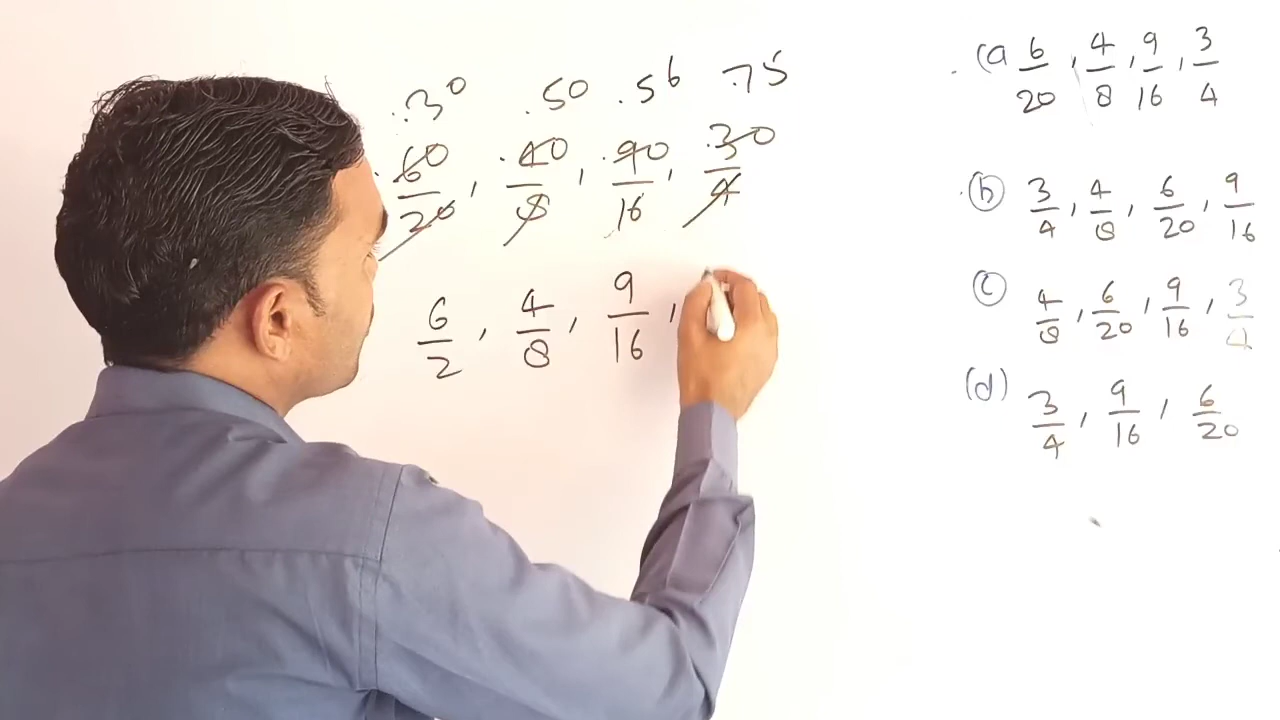 .30 .50 .56 .75
.60/20, .40/8, .90/16, .30/4
6/2, 4/8, 9/16,
(a 6/20, 4/8, 9/16, 3/4
(b) 3/4, 4/8, 6/20, 9/16
(c) 4/8, 6/20, 9/16, 3/4
(d) 3/4, 9/16, 6/20